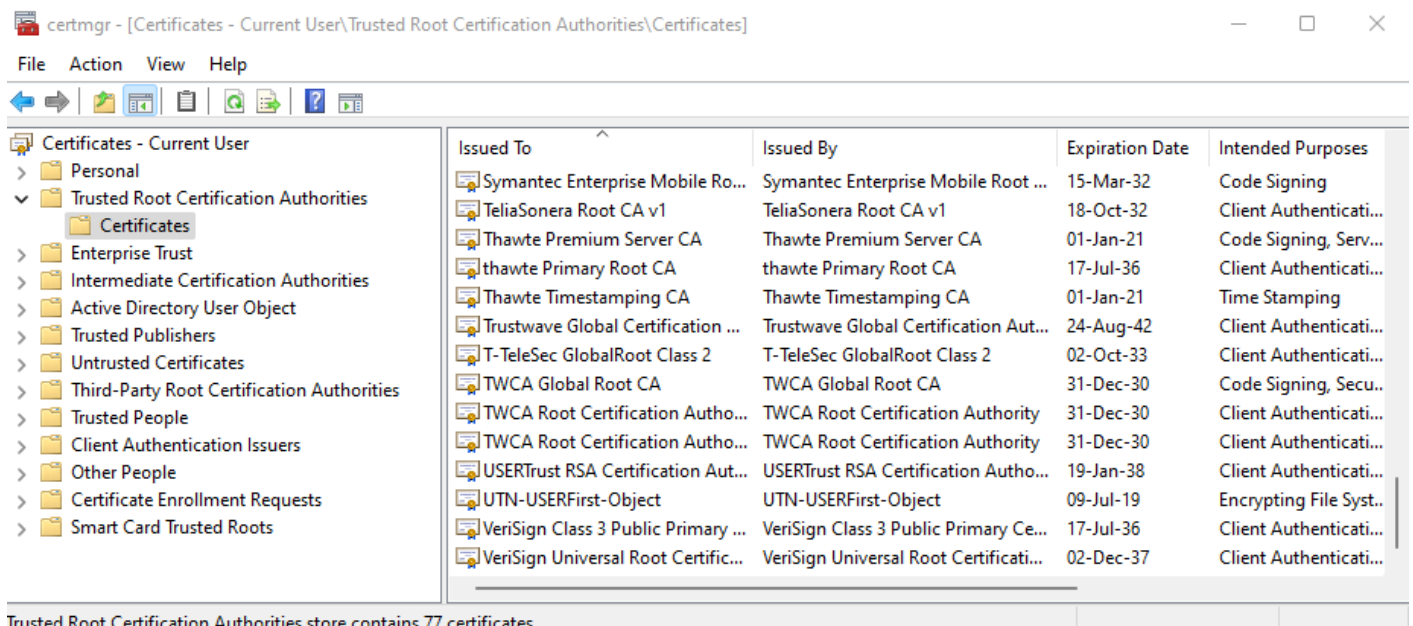 certmgr - [Certificates - Current User\Trusted Root Certification Authorities\Certificates]
File Action View Help
Certificates - Current User
Personal
Trusted Root Certification Authorities
Certificates
Enterprise Trust
Intermediate Certification Authorities
Active Directory User Object
Trusted Publishers
Untrusted Certificates
Third-Party Root Certification Authorities
Trusted People
Client Authentication Issuers
Other People
Certificate Enrollment Requests
Smart Card Trusted Roots
Issued To Issued By Expiration Date Intended Purposes
Symantec Enterprise Mobile Ro... Symantec Enterprise Mobile Root ... 15-Mar-32 Code Signing
TeliaSonera Root CA v1 TeliaSonera Root CA v1 18-Oct-32 Client Authenticati...
Thawte Premium Server CA Thawte Premium Server CA 01-Jan-21 Code Signing, Serv...
thawte Primary Root CA thawte Primary Root CA 17-Jul-36 Client Authenticati...
Thawte Timestamping CA Thawte Timestamping CA 01-Jan-21 Time Stamping
Trustwave Global Certification ... Trustwave Global Certification Aut... 24-Aug-42 Client Authenticati...
T-TeleSec GlobalRoot Class 2 T-TeleSec GlobalRoot Class 2 02-Oct-33 Client Authenticati...
TWCA Global Root CA TWCA Global Root CA 31-Dec-30 Code Signing, Secu...
TWCA Root Certification Autho... TWCA Root Certification Authority 31-Dec-30 Client Authenticati...
TWCA Root Certification Autho... TWCA Root Certification Authority 31-Dec-30 Client Authenticati...
USERTrust RSA Certification Aut... USERTrust RSA Certification Autho... 19-Jan-38 Client Authenticati...
UTN-USERFirst-Object UTN-USERFirst-Object 09-Jul-19 Encrypting File Syst...
VeriSign Class 3 Public Primary ... VeriSign Class 3 Public Primary Ce... 17-Jul-36 Client Authenticati...
VeriSign Universal Root Certific... VeriSign Universal Root Certificati... 02-Dec-37 Client Authenticati...
Trusted Root Certification Authorities store contains 77 certificates